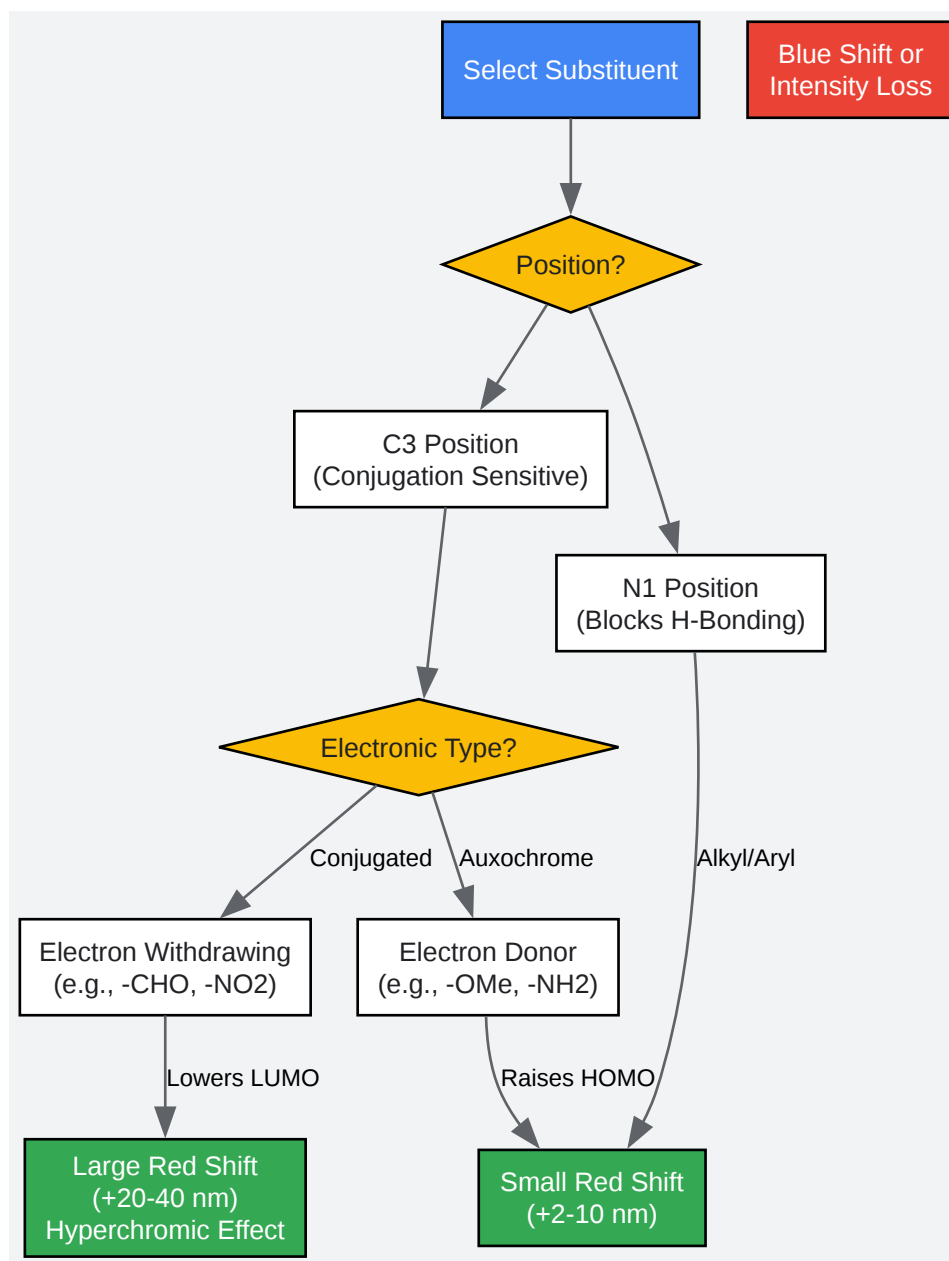 Select Substituent
Blue Shift or
Intensity Loss
Position?
C3 Position
(Conjugation Sensitive)
N1 Position
(Blocks H-Bonding)
Electronic Type?
Conjugated
Auxochrome
Alkyl/Aryl
Electron Withdrawing
(e.g., -CHO, -NO2)
Electron Donor
(e.g., -OMe, -NH2)
Lowers LUMO
Raises HOMO
Large Red Shift
(+20-40 nm)
Hyperchromic Effect
Small Red Shift
(+2-10 nm)